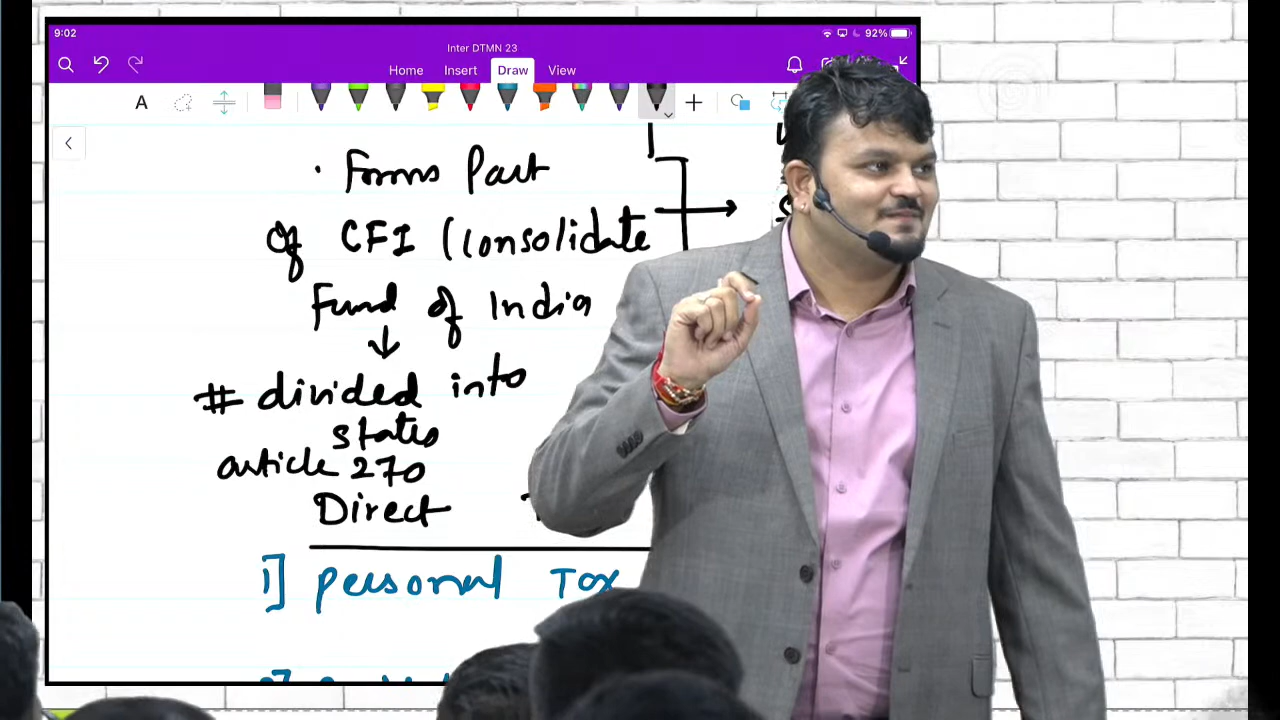 9:02
92%
Inter DTMN 23
Home Insert Draw View
A
· Forms Part
of CFI (Consolidate
Fund of India
# divided into
states
article 270
Direct
1] Personal Tax